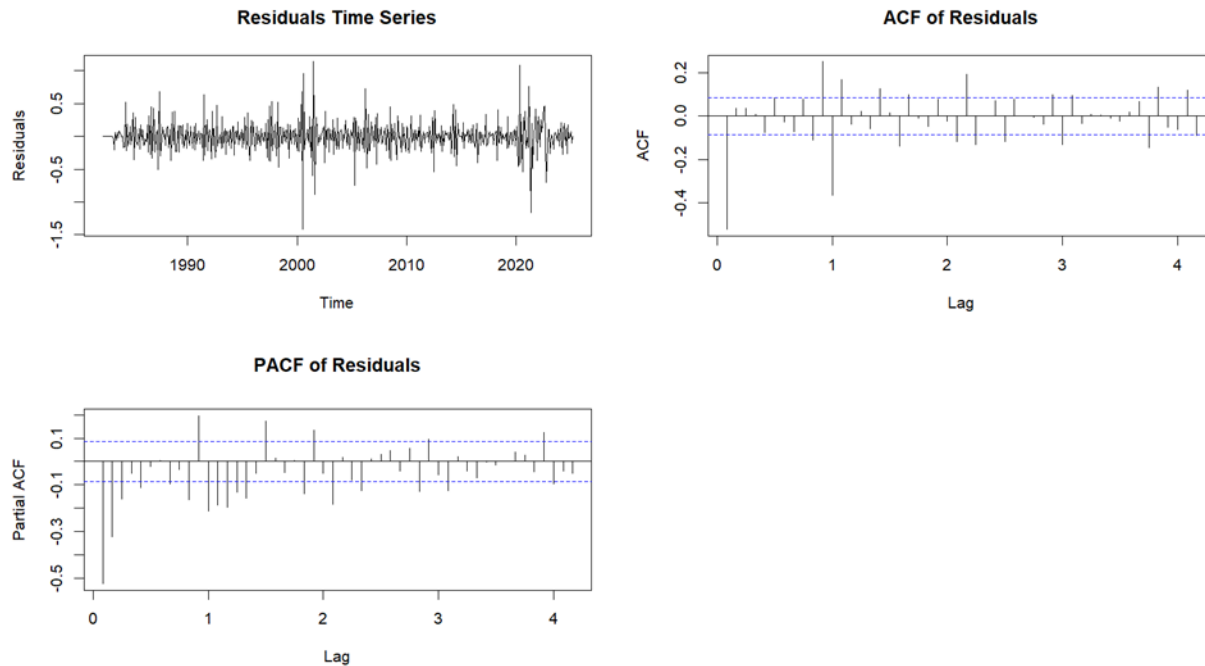 Residuals Time Series
Residuals
-1.5
-0.5
0.5
1990
2000
2010
2020
Time
ACF of Residuals
ACF
-0.4
-0.2
0.0
0.2
0
1
2
3
4
Lag
PACF of Residuals
Partial ACF
-0.5
-0.3
-0.1
0.1
0
1
2
3
4
Lag